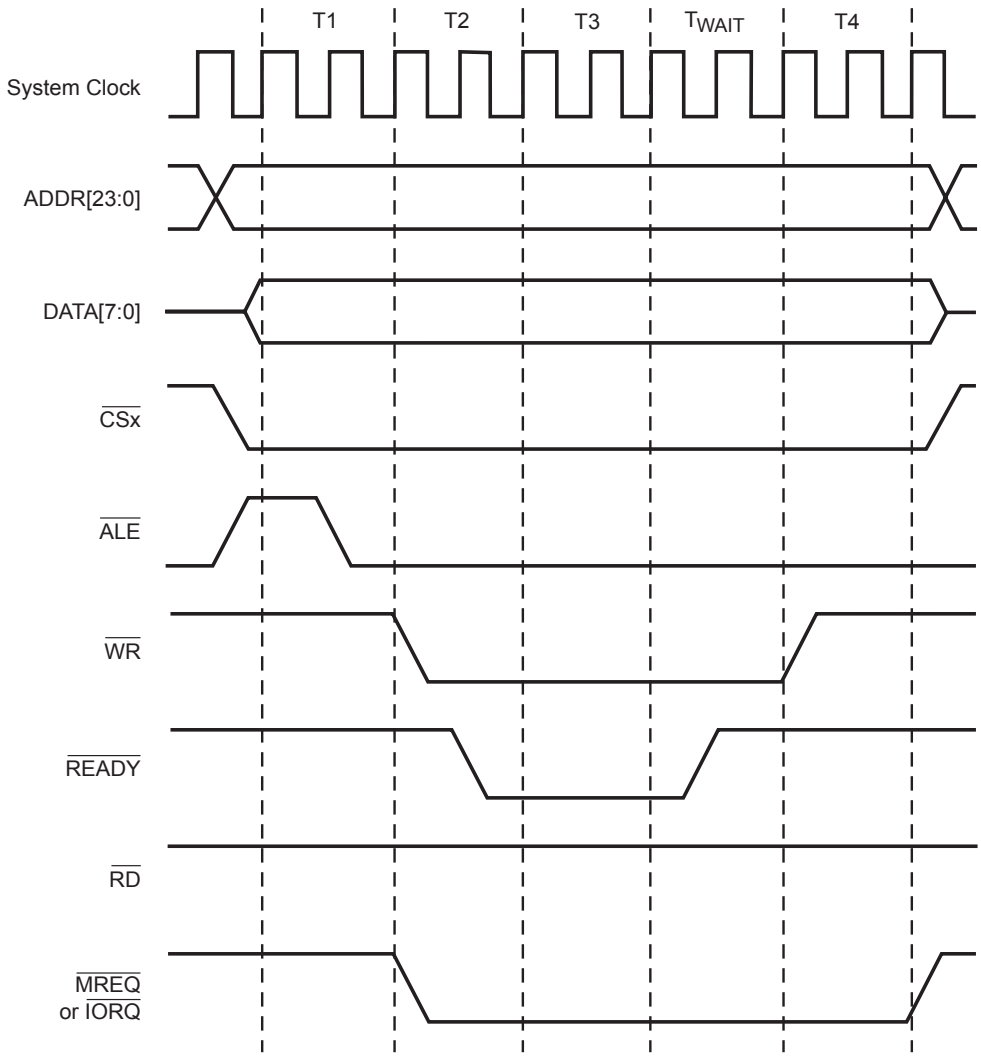 T1 T2 T3 TWAIT T4
System Clock
ADDR[23:0]
DATA[7:0]
CSx
ALE
WR
READY
RD
MREQ
or IORQ